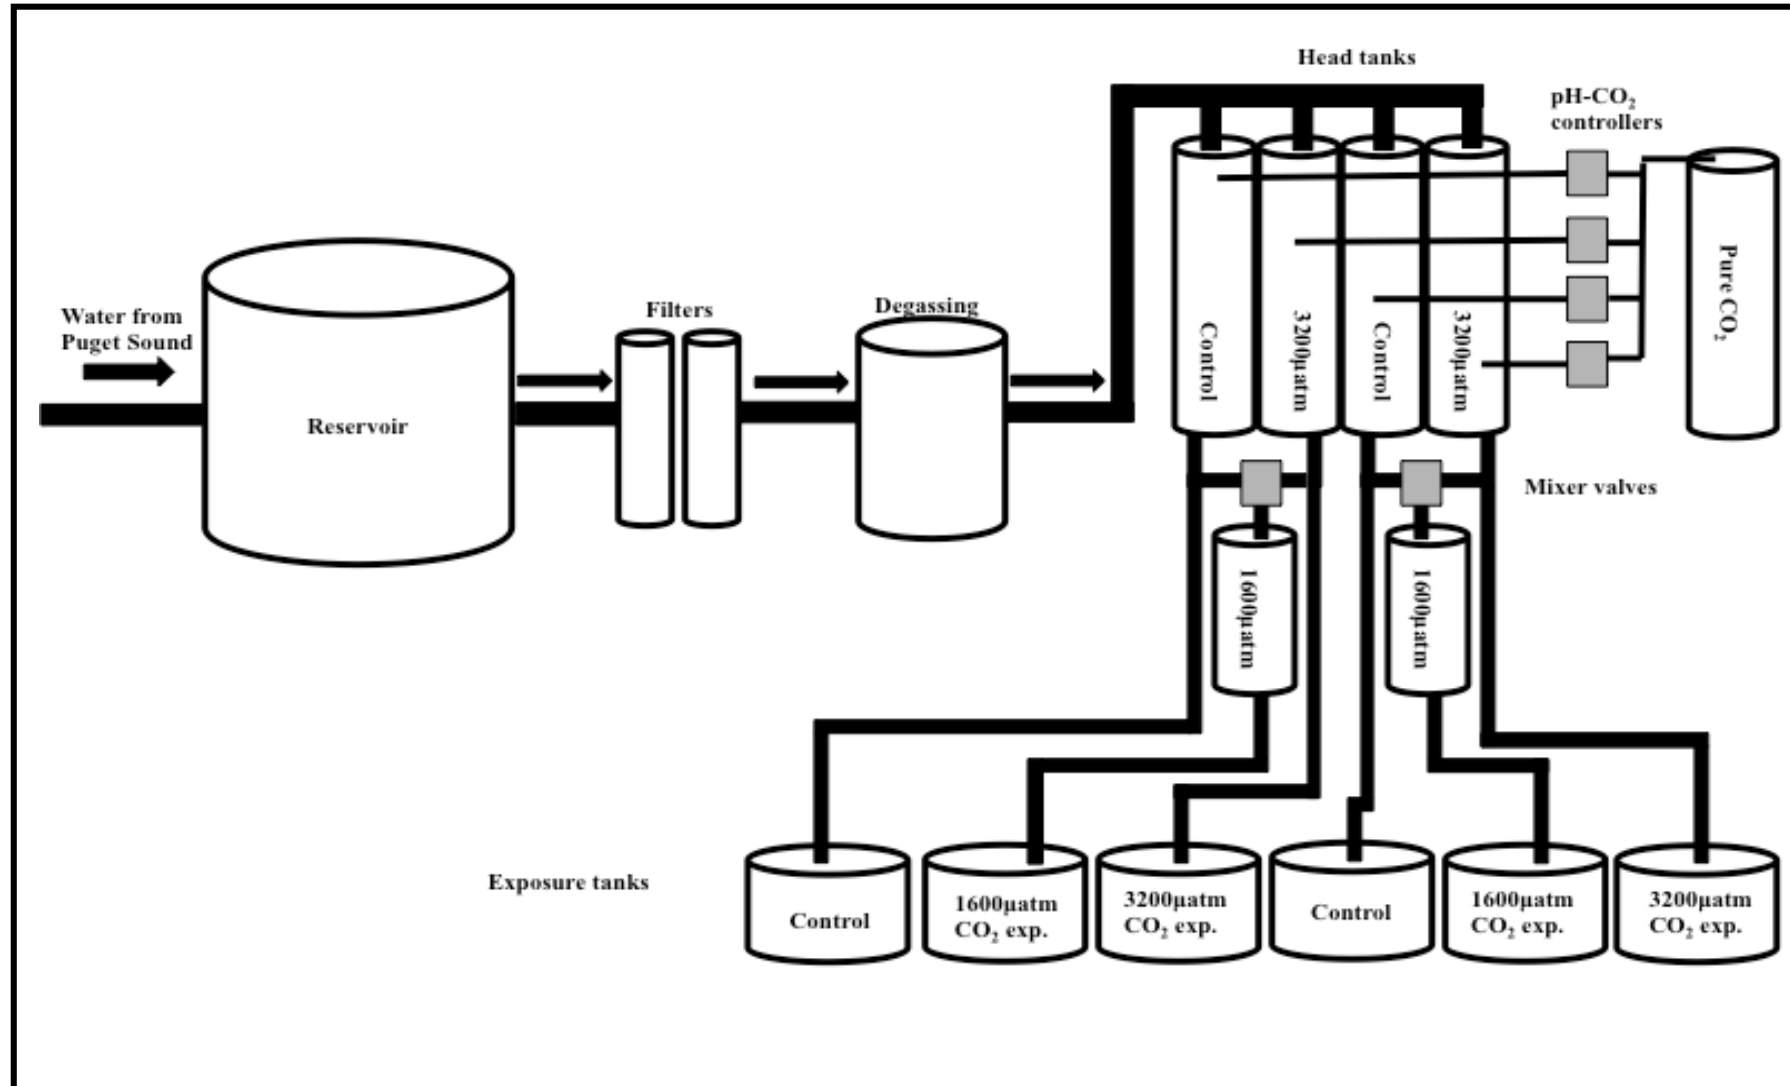 Head tanks
pH-CO₂
controllers
Water from
Puget Sound
Reservoir
Filters
Degassing
Control
3200µatm
Control
3200µatm
Pure CO₂
Mixer valves
1600µatm
1600µatm
Exposure tanks
Control
1600µatm
CO₂ exp.
3200µatm
CO₂ exp.
Control
1600µatm
CO₂ exp.
3200µatm
CO₂ exp.